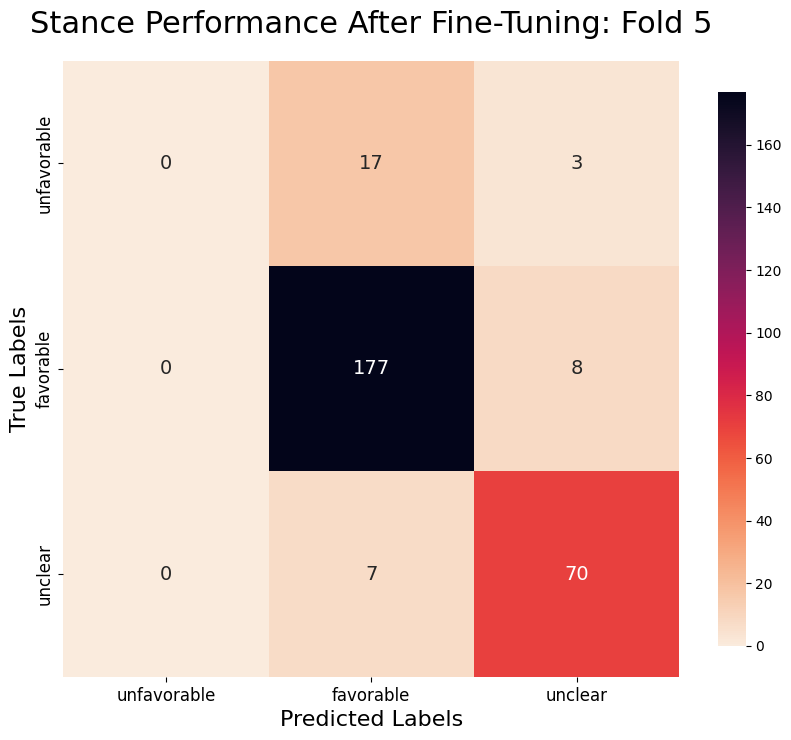 Stance Performance After Fine-Tuning: Fold 5
True Labels
unfavorable
favorable
unclear
0 17 3
0 177 8
0 7 70
unfavorable favorable unclear
Predicted Labels
160
140
120
100
80
60
40
20
0